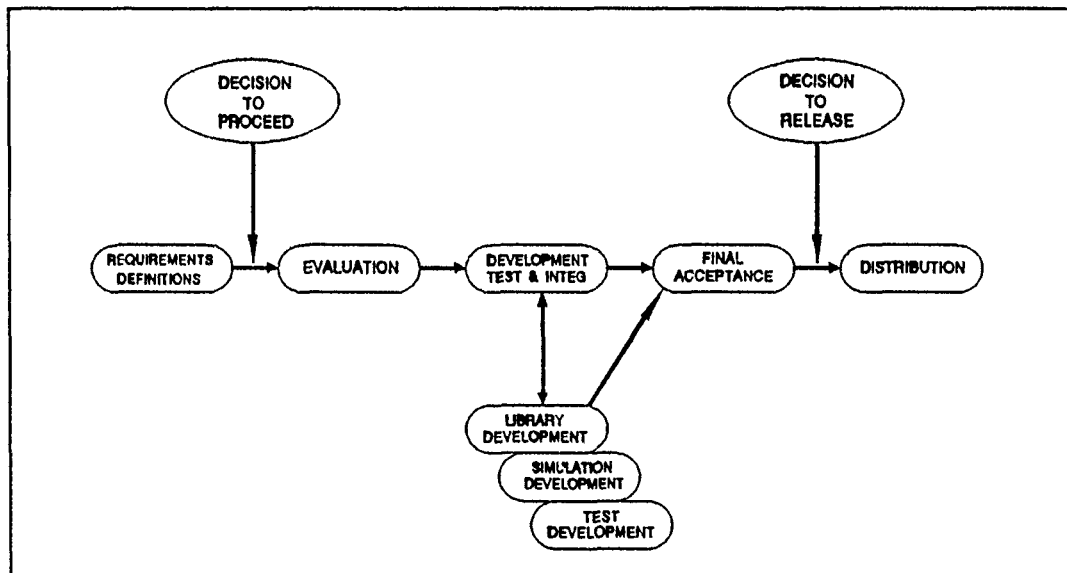 DECISION
TO
PROCEED
DECISION
TO
RELEASE
REQUIREMENTS
DEFINITIONS
EVALUATION
DEVELOPMENT
TEST & INTEG
FINAL
ACCEPTANCE
DISTRIBUTION
LIBRARY
DEVELOPMENT
SIMULATION
DEVELOPMENT
TEST
DEVELOPMENT